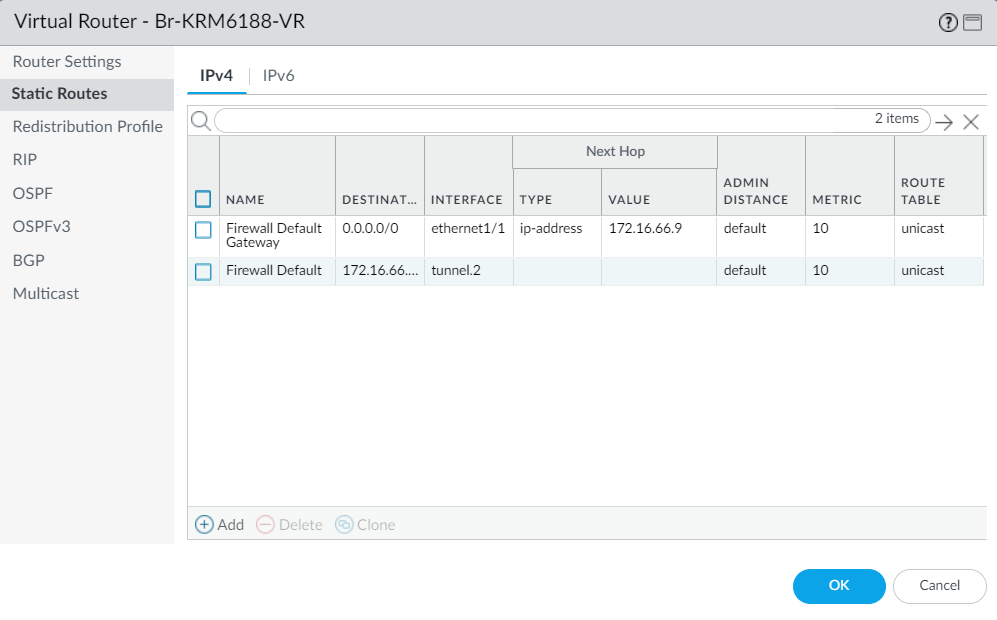 Virtual Router - Br-KRM6188-VR
?
Router Settings
Static Routes
Redistribution Profile
RIP
OSPF
OSPFv3
BGP
Multicast
IPv4 IPv6
2 items
Next Hop
NAME DESTINAT... INTERFACE TYPE VALUE ADMIN DISTANCE METRIC ROUTE TABLE
Firewall Default Gateway 0.0.0.0/0 ethernet1/1 ip-address 172.16.66.9 default 10 unicast
Firewall Default 172.16.66.... tunnel.2 default 10 unicast
Add Delete Clone
OK Cancel